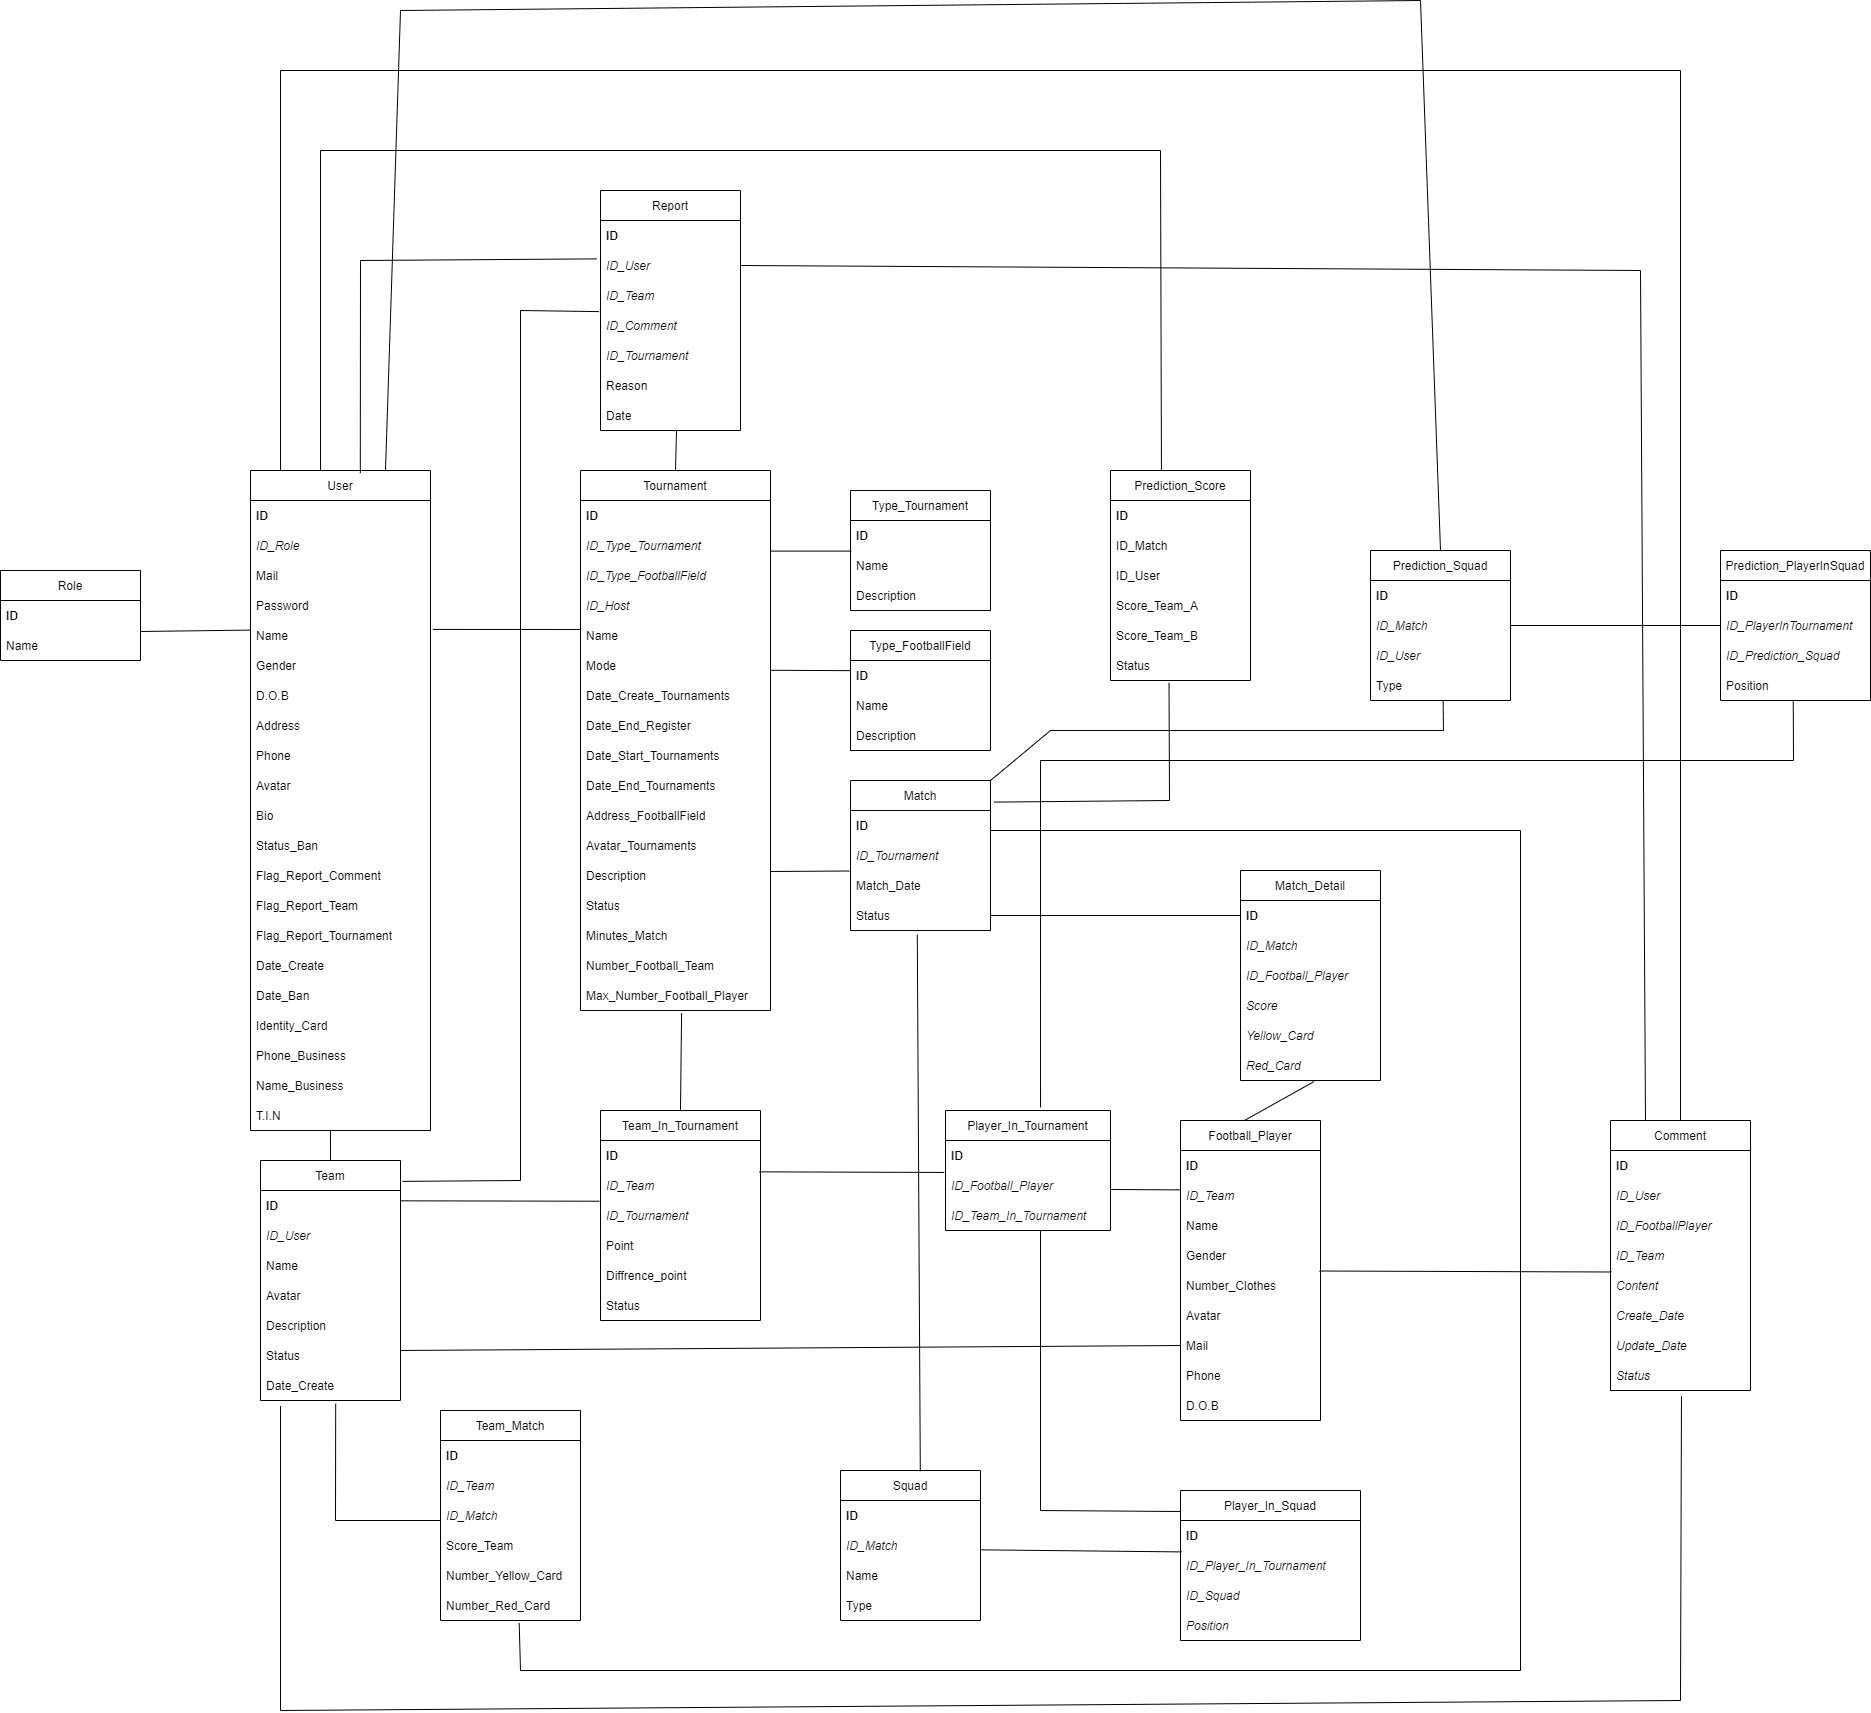 Report
ID
ID_User
ID_Team
ID_Comment
ID_Tournament
Reason
Date
Role
ID
Name
User
ID
ID_Role
Mail
Password
Name
Gender
D.O.B
Address
Phone
Avatar
Bio
Status_Ban
Flag_Report_Comment
Flag_Report_Team
Flag_Report_Tournament
Date_Create
Date_Ban
Identity_Card
Phone_Business
Name_Business
T.I.N
Tournament
ID
ID_Type_Tournament
ID_Type_FootballField
ID_Host
Name
Mode
Date_Create_Tournaments
Date_End_Register
Date_Start_Tournaments
Date_End_Tournaments
Address_FootballField
Avatar_Tournaments
Description
Status
Minutes_Match
Number_Football_Team
Max_Number_Football_Player
Type_Tournament
ID
Name
Description
Type_FootballField
ID
Name
Description
Prediction_Score
ID
ID_Match
ID_User
Score_Team_A
Score_Team_B
Status
Prediction_Squad
ID
ID_Match
ID_User
Type
Prediction_PlayerInSquad
ID
ID_PlayerInTournament
ID_Prediction_Squad
Position
Match
ID
ID_Tournament
Match_Date
Status
Match_Detail
ID
ID_Match
ID_Football_Player
Score
Yellow_Card
Red_Card
Team
ID
ID_User
Name
Avatar
Description
Status
Date_Create
Team_In_Tournament
ID
ID_Team
ID_Tournament
Point
Diffrence_point
Status
Player_In_Tournament
ID
ID_Football_Player
ID_Team_In_Tournament
Football_Player
ID
ID_Team
Name
Gender
Number_Clothes
Avatar
Mail
Phone
D.O.B
Comment
ID
ID_User
ID_FootballPlayer
ID_Team
Content
Create_Date
Update_Date
Status
Team_Match
ID
ID_Team
ID_Match
Score_Team
Number_Yellow_Card
Number_Red_Card
Squad
ID
ID_Match
Name
Type
Player_In_Squad
ID
ID_Player_In_Tournament
ID_Squad
Position